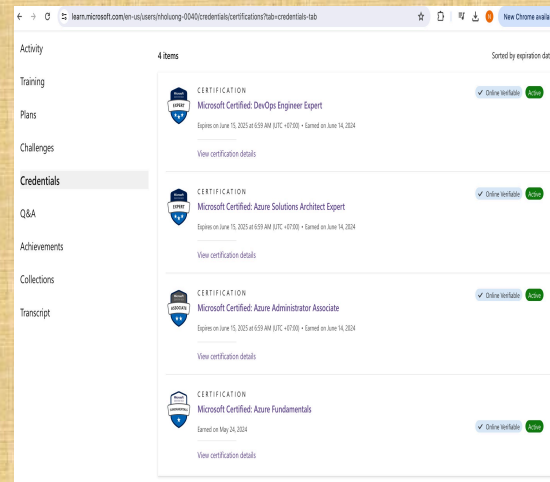 learn.microsoft.com/en-us/users/nholuong-0040/credentials/certifications?tab=credentials-tab
N
New Chrome availa
Activity
Training
Plans
Challenges
Credentials
Q&A
Achievements
Collections
Transcript
4 items
Sorted by expiration dat
EXPERT
CERTIFICATION
✓ Online Verifiable
Active
Microsoft Certified: DevOps Engineer Expert
Expires on June 15, 2025 at 6:59 AM (UTC +07:00) • Earned on June 14, 2024
View certification details
EXPERT
CERTIFICATION
✓ Online Verifiable
Active
Microsoft Certified: Azure Solutions Architect Expert
Expires on June 15, 2025 at 6:59 AM (UTC +07:00) • Earned on June 14, 2024
View certification details
ASSOCIATE
CERTIFICATION
✓ Online Verifiable
Active
Microsoft Certified: Azure Administrator Associate
Expires on June 15, 2025 at 6:59 AM (UTC +07:00) • Earned on June 14, 2024
View certification details
CERTIFICATION
Microsoft Certified: Azure Fundamentals
Earned on May 24, 2024
✓ Online Verifiable
Active
View certification details